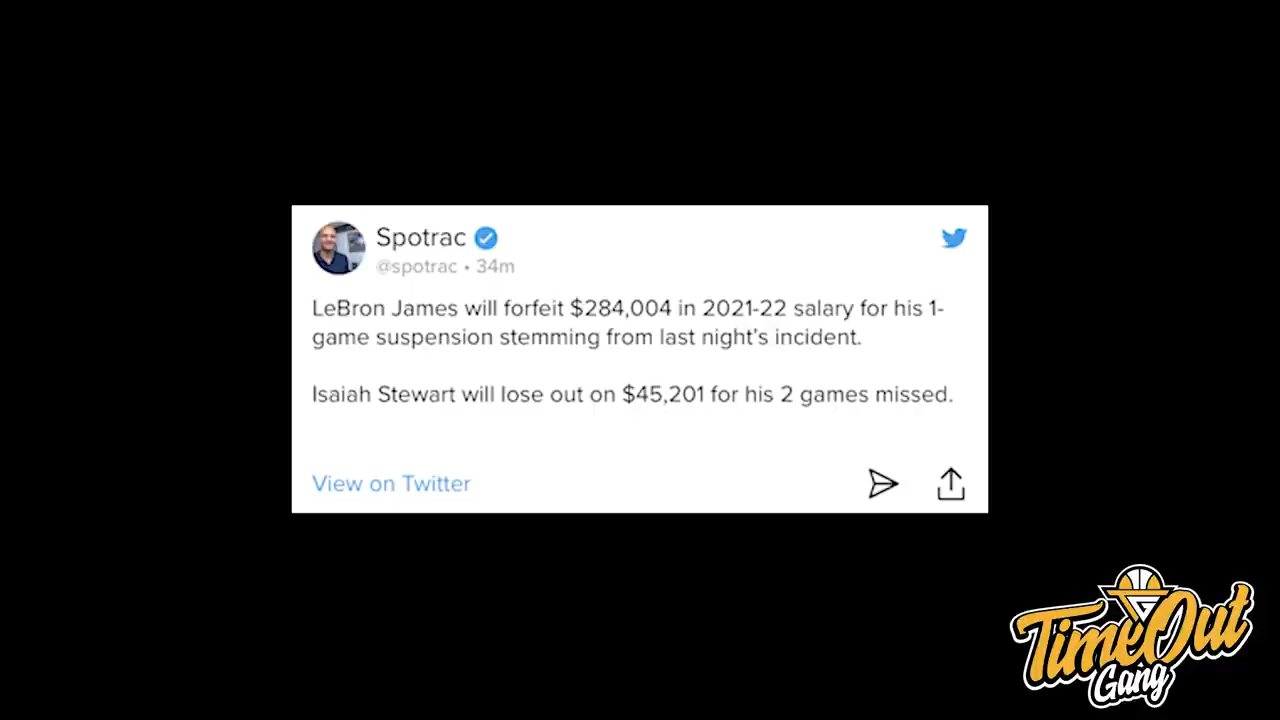 Spotrac
@spotrac • 34m
LeBron James will forfeit $284,004 in 2021-22 salary for his 1-
game suspension stemming from last night's incident.
Isaiah Stewart will lose out on $45,201 for his 2 games missed.
View on Twitter
TimeOut
Gang